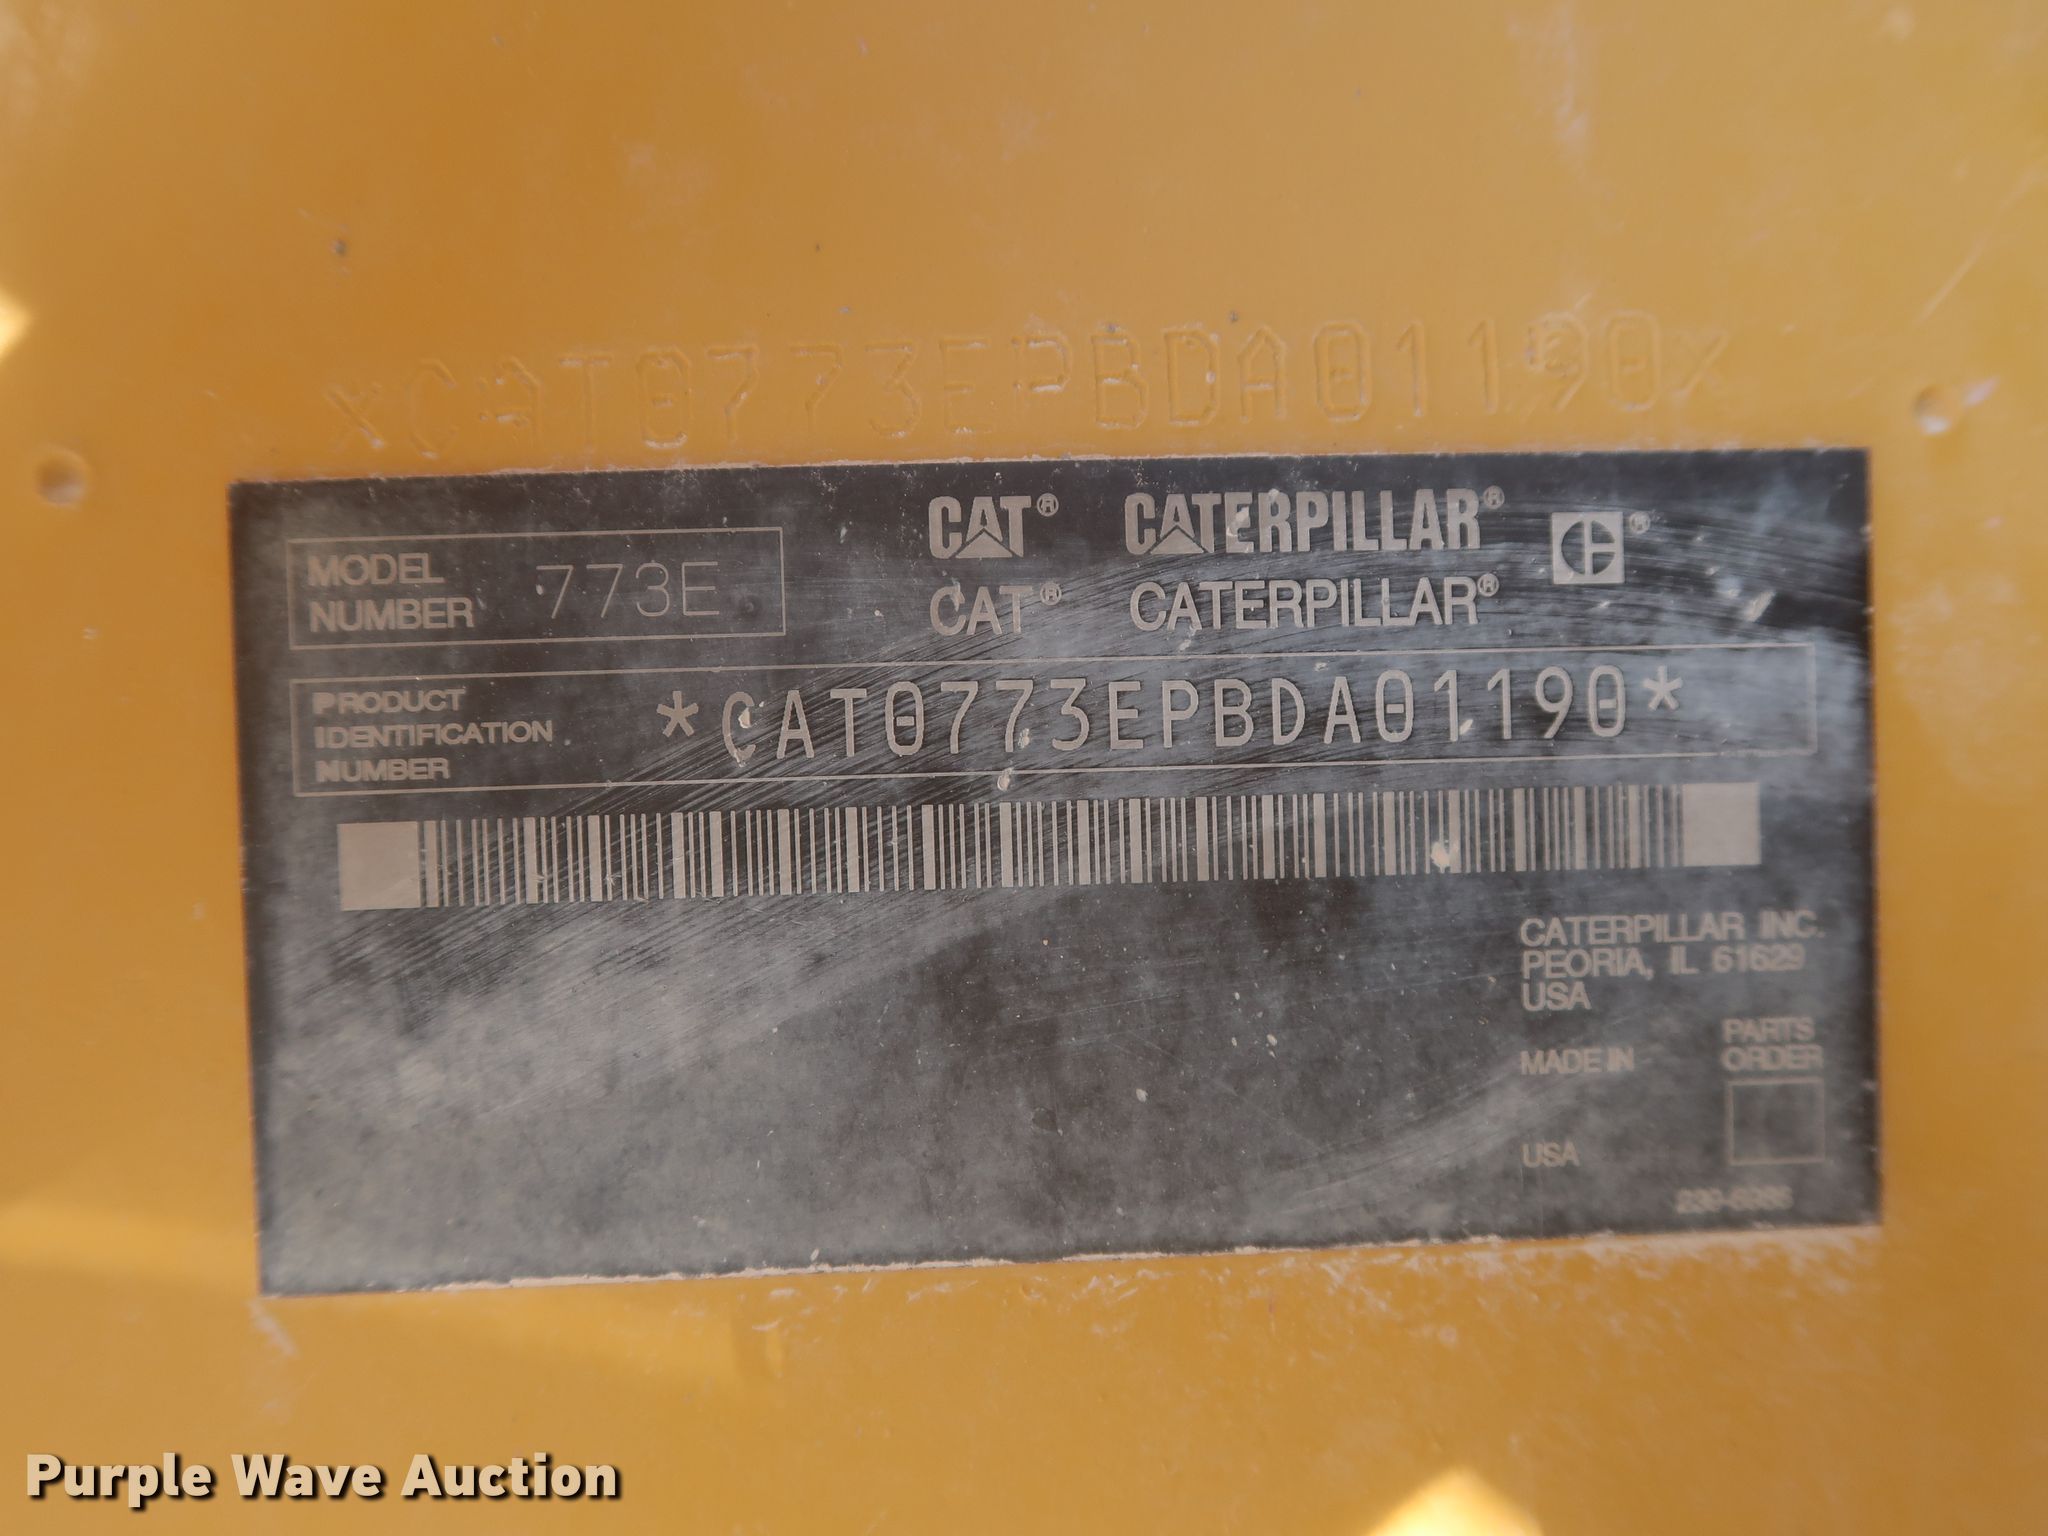 *CAT0773EPBDA01190*
MODEL NUMBER 773E
CAT® CATERPILLAR® ®
CAT® CATERPILLAR®
PRODUCT
IDENTIFICATION
NUMBER
*CAT0773EPBDA01190*
CATERPILLAR INC.
PEORIA, IL 61629
USA
MADE IN
PARTS
ORDER
USA
Purple Wave Auction